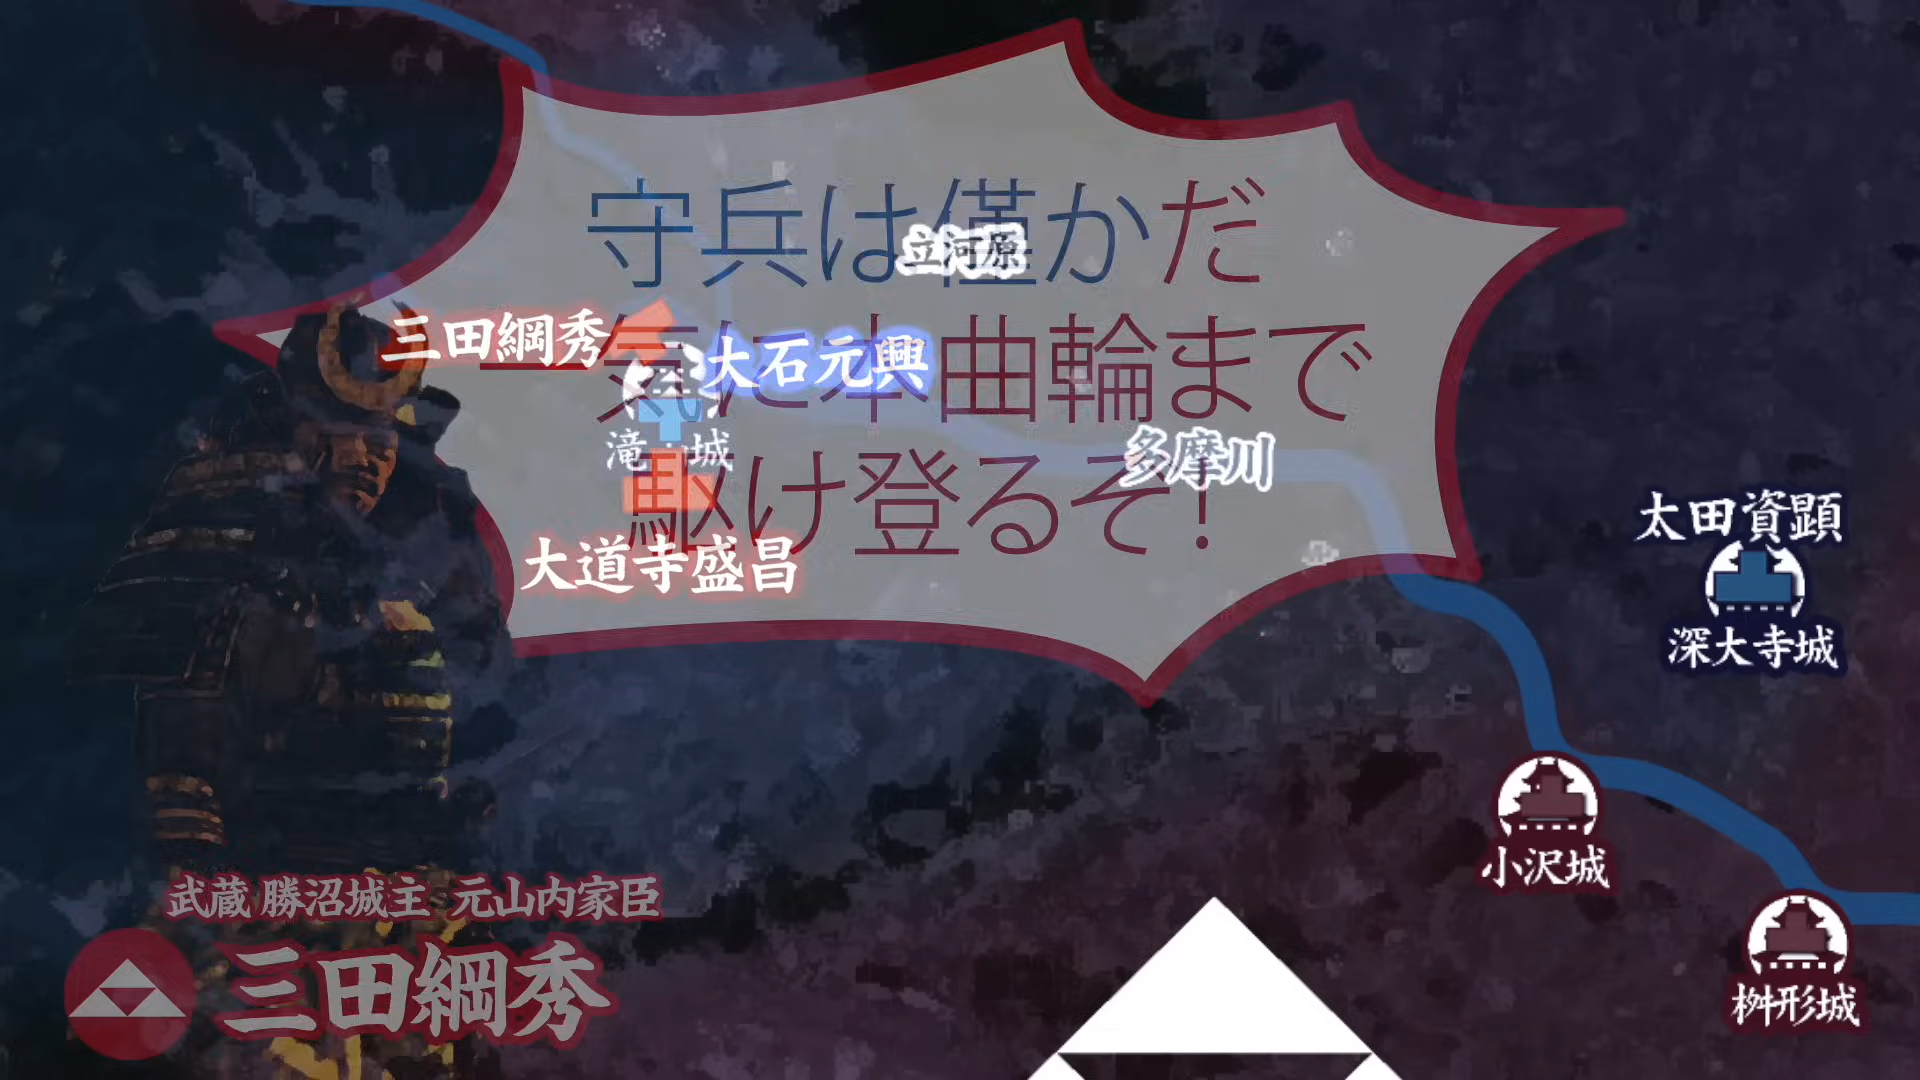 守兵は僅かだ
一気に本曲輪まで
駆け登るぞ!
立河原
三田綱秀
大石元興
滝山城
多摩川
大道寺盛昌
太田資顕
深大寺城
小沢城
桝形城
武蔵 勝沼城主 元山内家臣
三田綱秀